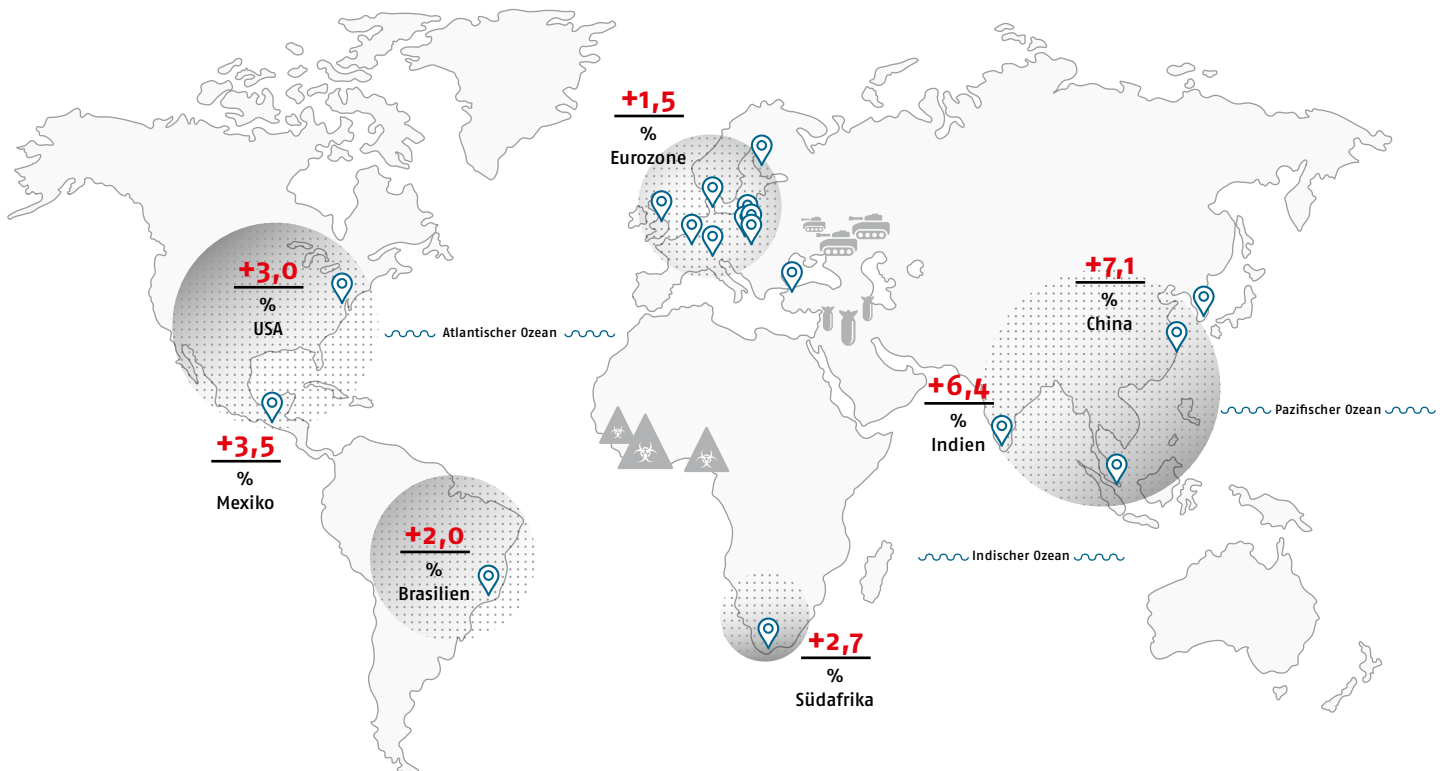 +1,5
%
Eurozone
+3,0
%
USA
Atlantischer Ozean
+7,1
%
China
+6,4
%
Indien
Pazifischer Ozean
+3,5
%
Mexiko
+2,0
%
Brasilien
Indischer Ozean
+2,7
%
Südafrika